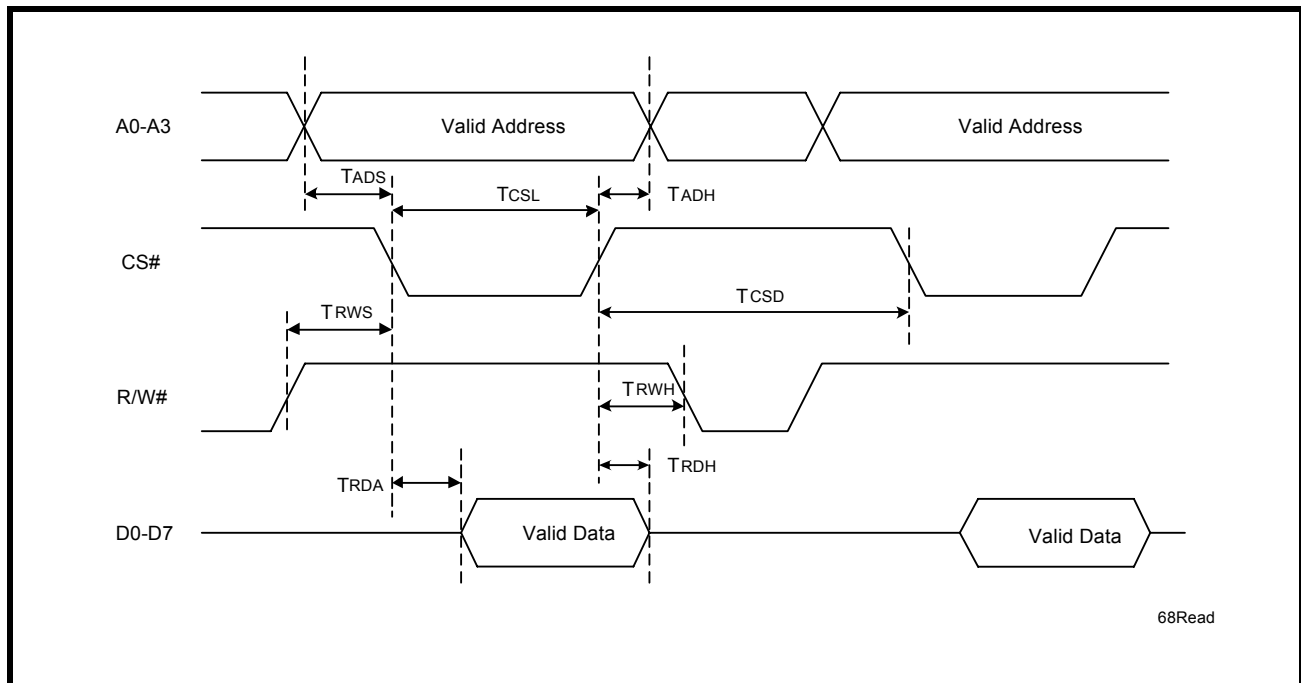 A0-A3
Valid Address
Valid Address
TADS
TCSL
TADH
CS#
TCSD
TRWS
R/W#
TRWH
TRDH
TRDA
D0-D7
Valid Data
Valid Data
68Read